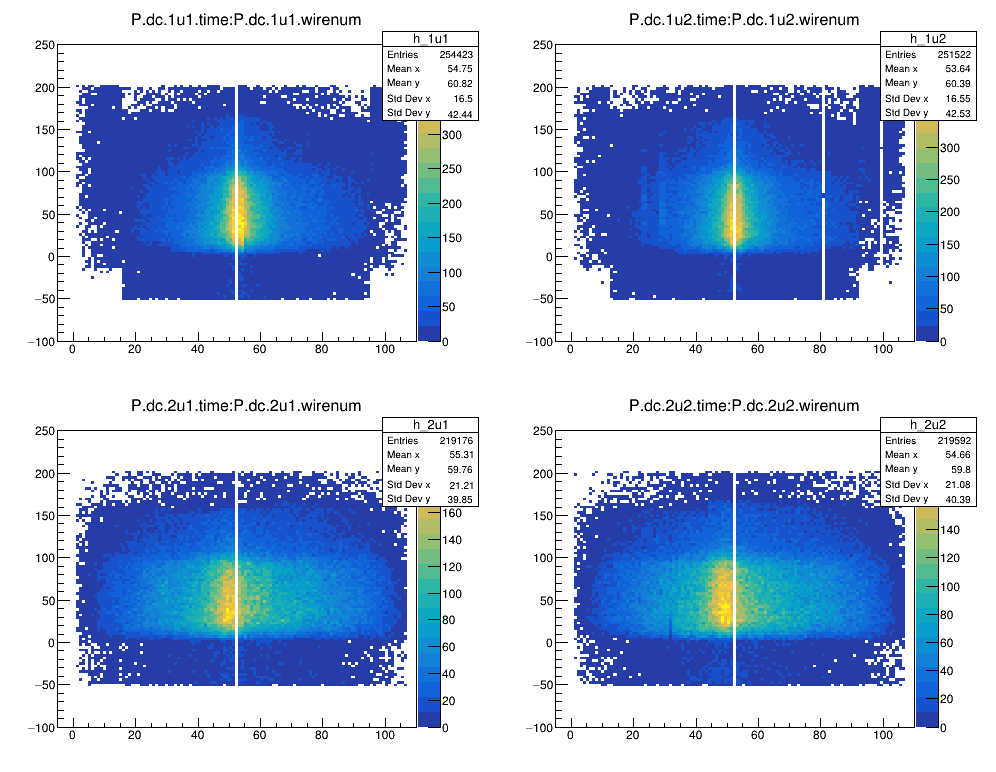 P.dc.1u1.time:P.dc.1u1.wirenum
h_1u1
Entries 254423
Mean x 54.75
Mean y 60.82
Std Dev x 16.5
Std Dev y 42.44
250
200
150
100
50
0
−50
−100
0 20 40 60 80 100
300
250
200
150
100
50
0
P.dc.1u2.time:P.dc.1u2.wirenum
h_1u2
Entries 251522
Mean x 53.64
Mean y 60.39
Std Dev x 16.55
Std Dev y 42.53
250
200
150
100
50
0
−50
−100
0 20 40 60 80 100
300
250
200
150
100
50
0
P.dc.2u1.time:P.dc.2u1.wirenum
h_2u1
Entries 219176
Mean x 55.31
Mean y 59.76
Std Dev x 21.21
Std Dev y 39.85
250
200
150
100
50
0
−50
−100
0 20 40 60 80 100
160
140
120
100
80
60
40
20
0
P.dc.2u2.time:P.dc.2u2.wirenum
h_2u2
Entries 219592
Mean x 54.66
Mean y 59.8
Std Dev x 21.08
Std Dev y 40.39
250
200
150
100
50
0
−50
−100
0 20 40 60 80 100
140
120
100
80
60
40
20
0